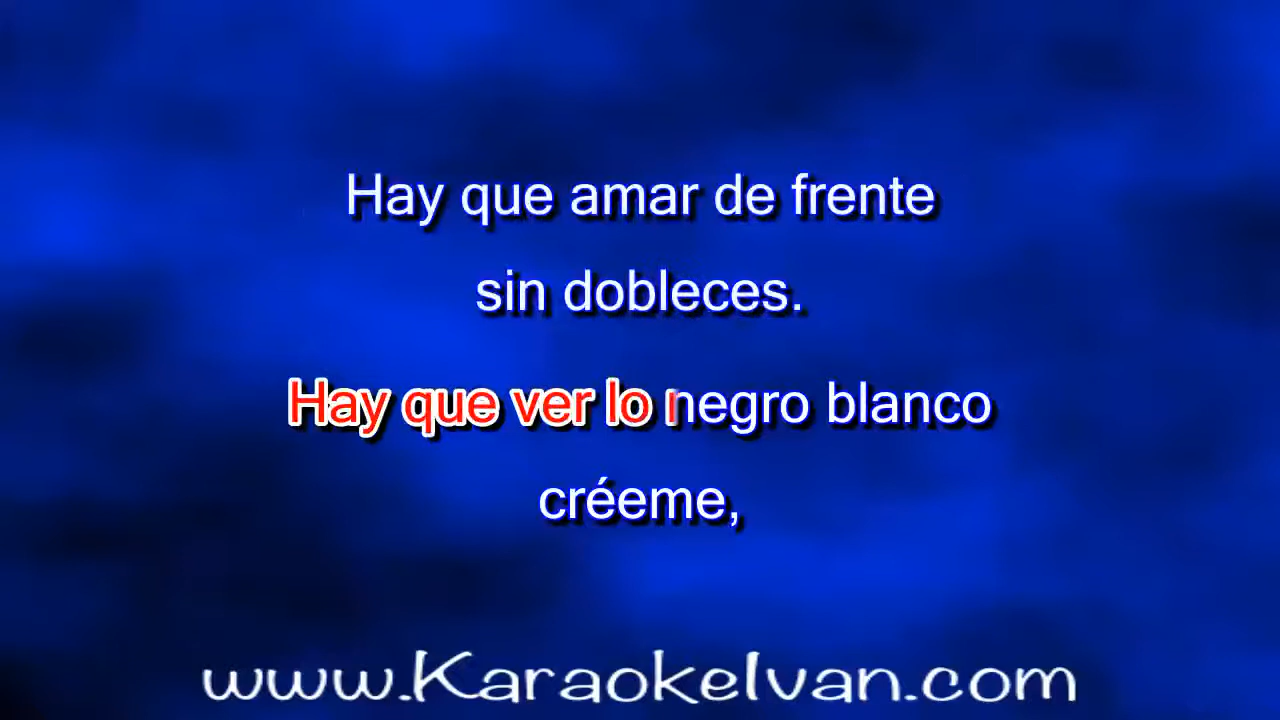 Hay que amar de frente
sin dobleces.
Hay que ver lo negro blanco
créeme,
www.KaraokeIvan.com